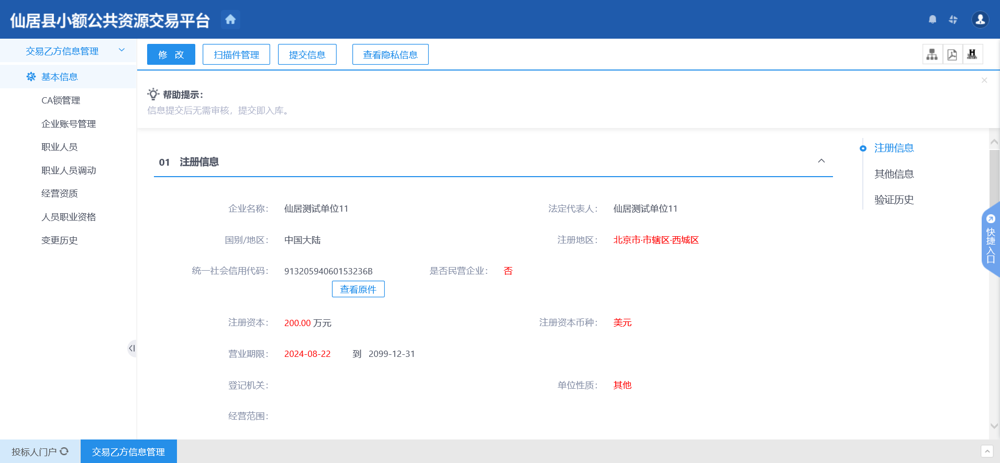 仙居县小额公共资源交易平台
交易乙方信息管理
基本信息
CA锁管理
企业账号管理
职业人员
职业人员调动
经营资质
人员职业资格
变更历史
修 改
扫描件管理
提交信息
查看隐私信息
H
帮助提示：
信息提交后无需审核，提交即入库。
01 注册信息
企业名称： 仙居测试单位11 法定代表人： 仙居测试单位11
国别/地区： 中国大陆 注册地区： 北京市·市辖区·西城区
统一社会信用代码： 91320594060153236B 是否民营企业： 否
查看原件
注册资本： 200.00 万元 注册资本币种： 美元
营业期限： 2024-08-22 到 2099-12-31
登记机关： 单位性质： 其他
经营范围：
注册信息
其他信息
验证历史
快捷入口
投标人门户
交易乙方信息管理